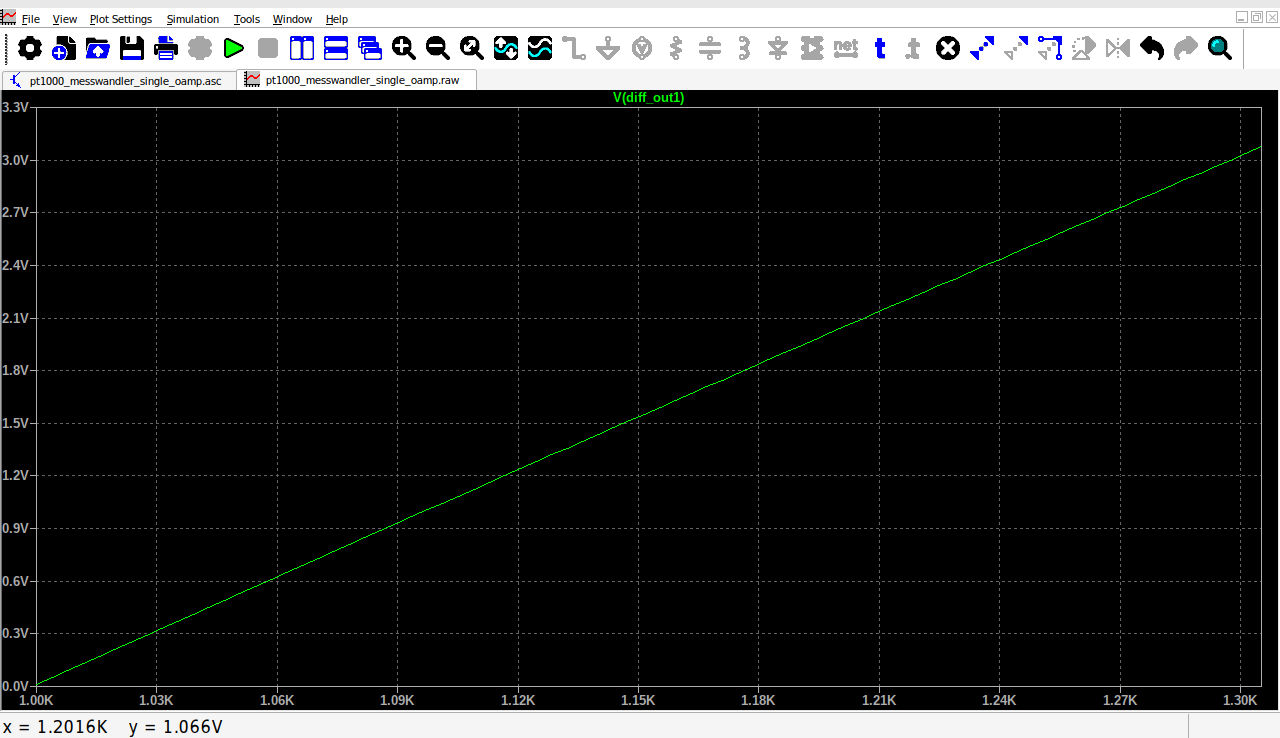 File View Plot Settings Simulation Tools Window Help
net t t
pt1000_messwandler_single_oamp.asc pt1000_messwandler_single_oamp.raw
V(diff_out1)
3.3V
3.0V
2.7V
2.4V
2.1V
1.8V
1.5V
1.2V
0.9V
0.6V
0.3V
0.0V
1.00K 1.03K 1.06K 1.09K 1.12K 1.15K 1.18K 1.21K 1.24K 1.27K 1.30K
x = 1.2016K y = 1.066V